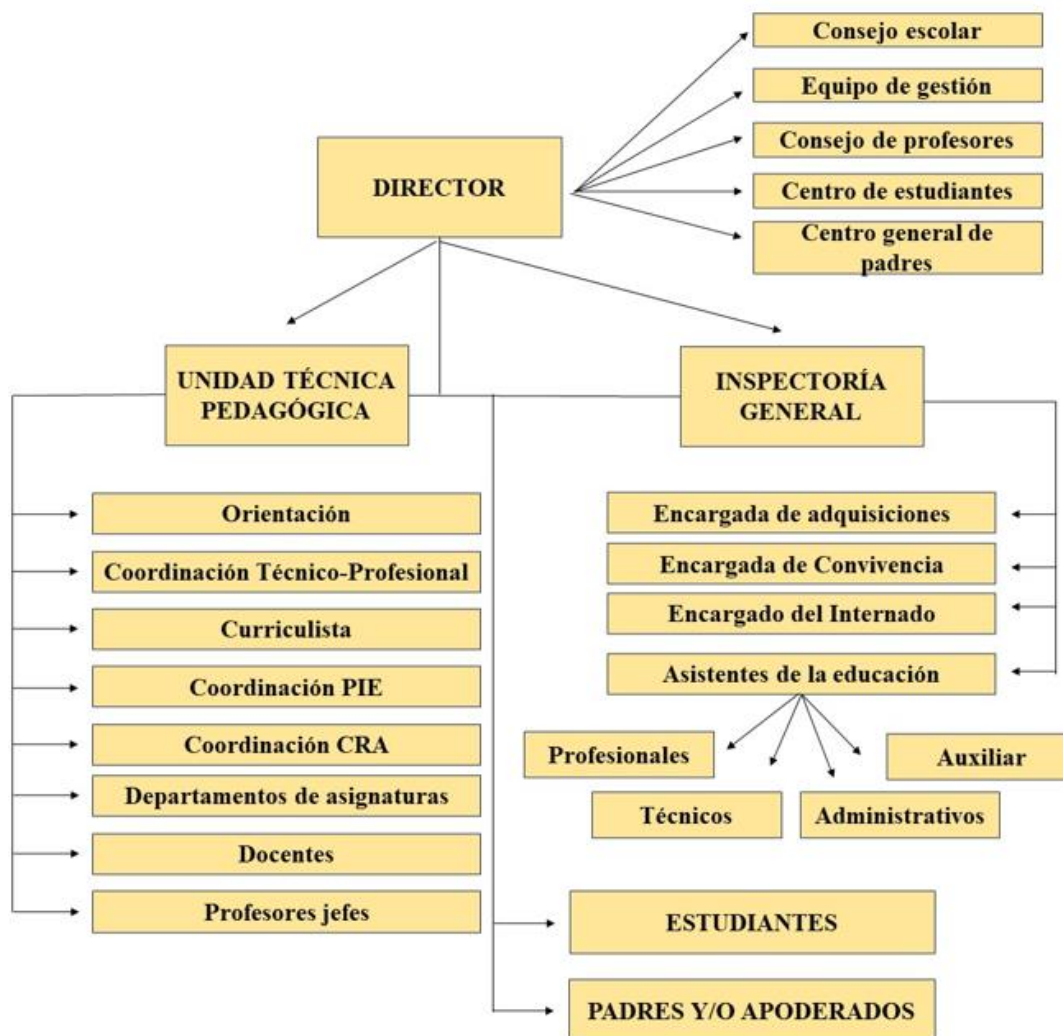 Consejo escolar
Equipo de gestión
Consejo de profesores
Centro de estudiantes
Centro general de
padres
DIRECTOR
UNIDAD TÉCNICA
PEDAGÓGICA
INSPECTORÍA
GENERAL
Orientación
Coordinación Técnico-Profesional
Curriculista
Coordinación PIE
Coordinación CRA
Departamentos de asignaturas
Docentes
Profesores jefes
Encargada de adquisiciones
Encargada de Convivencia
Encargado del Internado
Asistentes de la educación
Profesionales
Auxiliar
Técnicos
Administrativos
ESTUDIANTES
PADRES Y/O APODERADOS